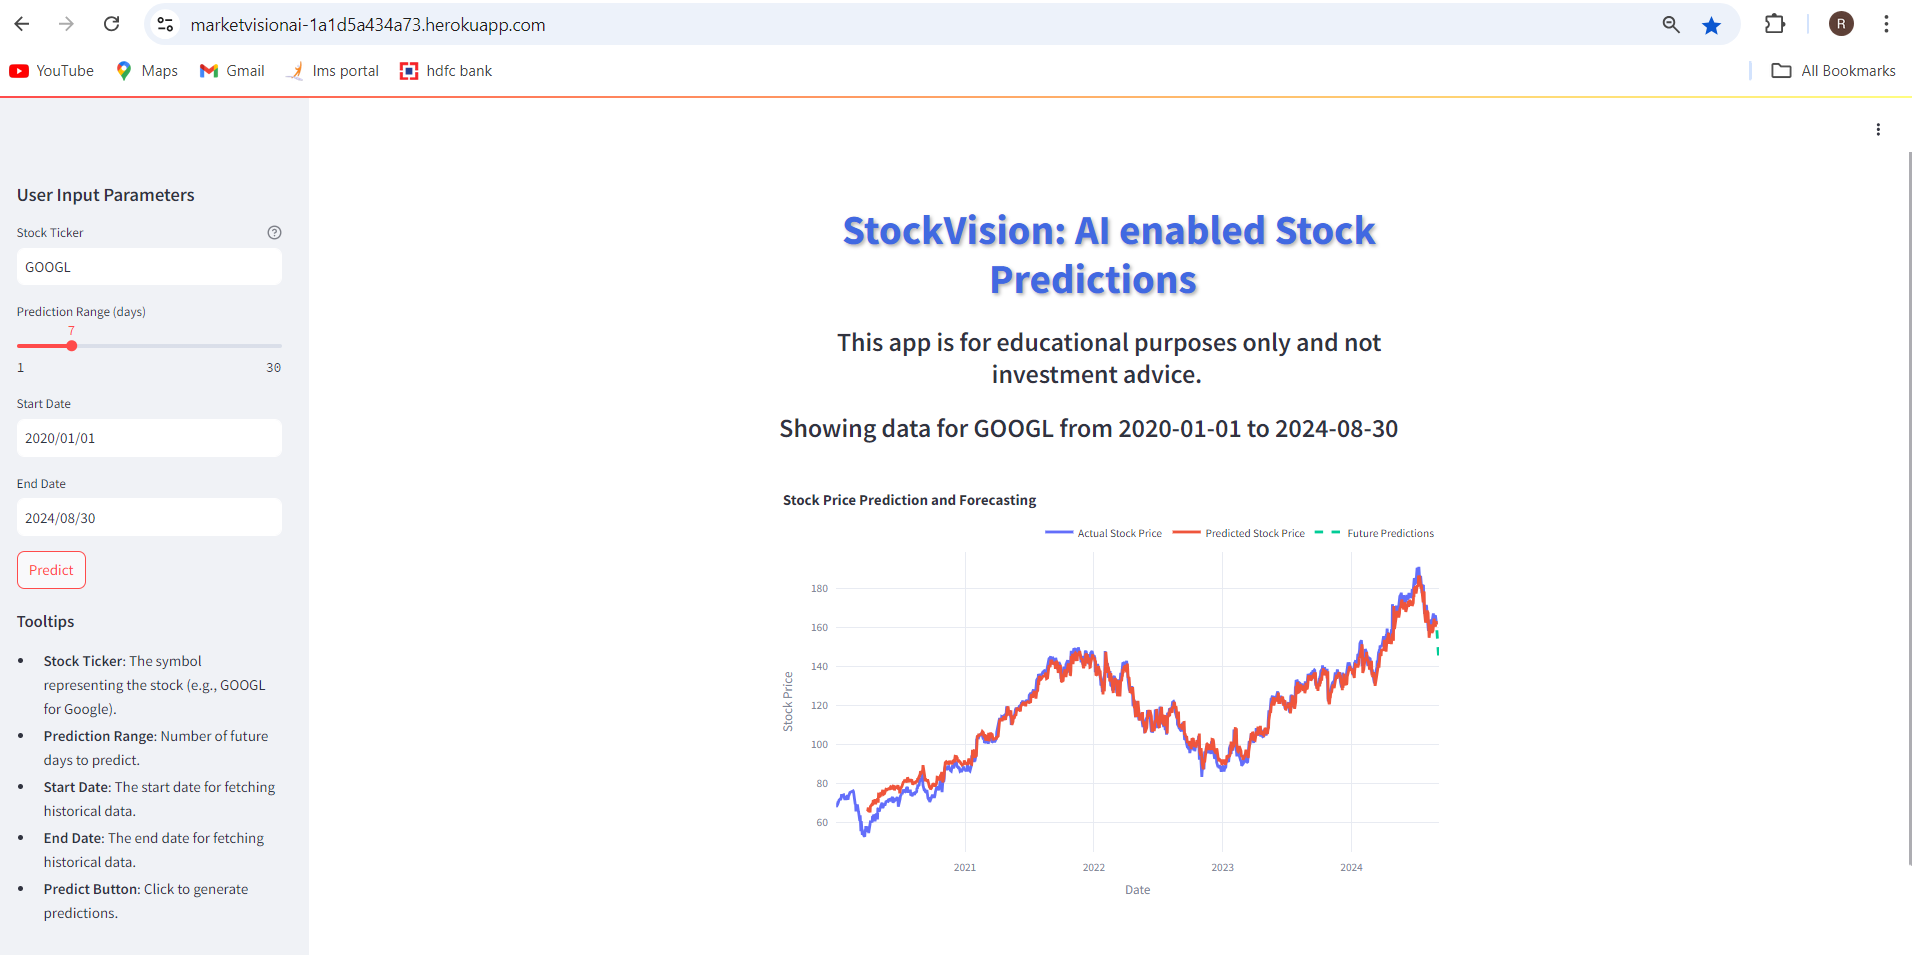 marketvisionai-1a1d5a434a73.herokuapp.com
R
YouTube
Maps
Gmail
lms portal
hdfc bank
All Bookmarks
User Input Parameters
Stock Ticker
GOOGL
Prediction Range (days)
7
1
30
Start Date
2020/01/01
End Date
2024/08/30
Predict
Tooltips
Stock Ticker: The symbol
representing the stock (e.g., GOOGL
for Google).
Prediction Range: Number of future
days to predict.
Start Date: The start date for fetching
historical data.
End Date: The end date for fetching
historical data.
Predict Button: Click to generate
predictions.
StockVision: AI enabled Stock
Predictions
This app is for educational purposes only and not
investment advice.
Showing data for GOOGL from 2020-01-01 to 2024-08-30
Stock Price Prediction and Forecasting
Actual Stock Price
Predicted Stock Price
Future Predictions
Stock Price
180
160
140
120
100
80
60
2021
2022
2023
2024
Date